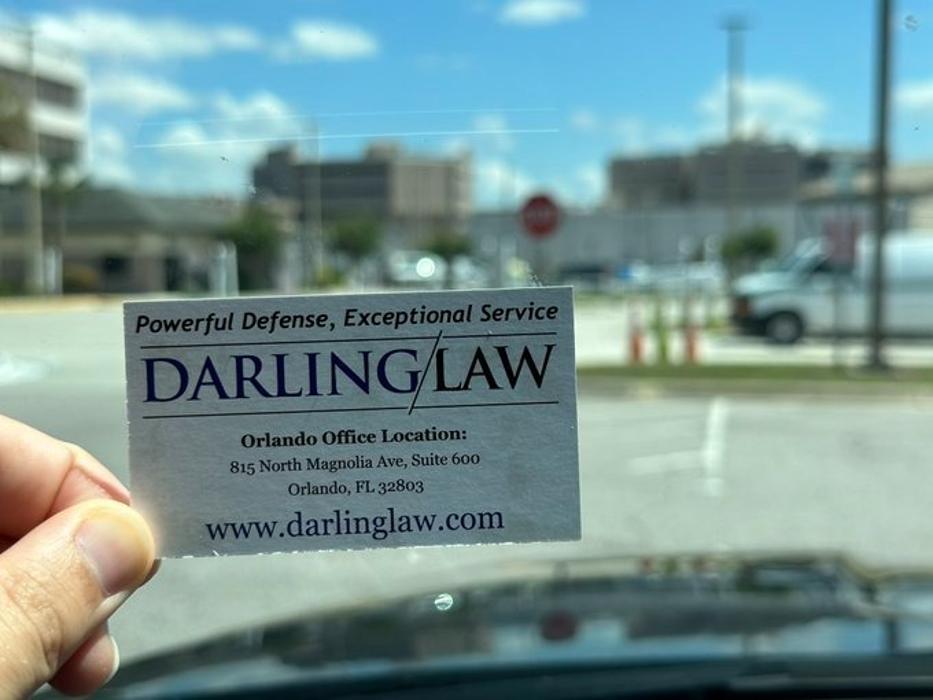 Powerful Defense, Exceptional Service
DARLING/LAW
Orlando Office Location:
815 North Magnolia Ave, Suite 600
Orlando, FL 32803
www.darlinglaw.com